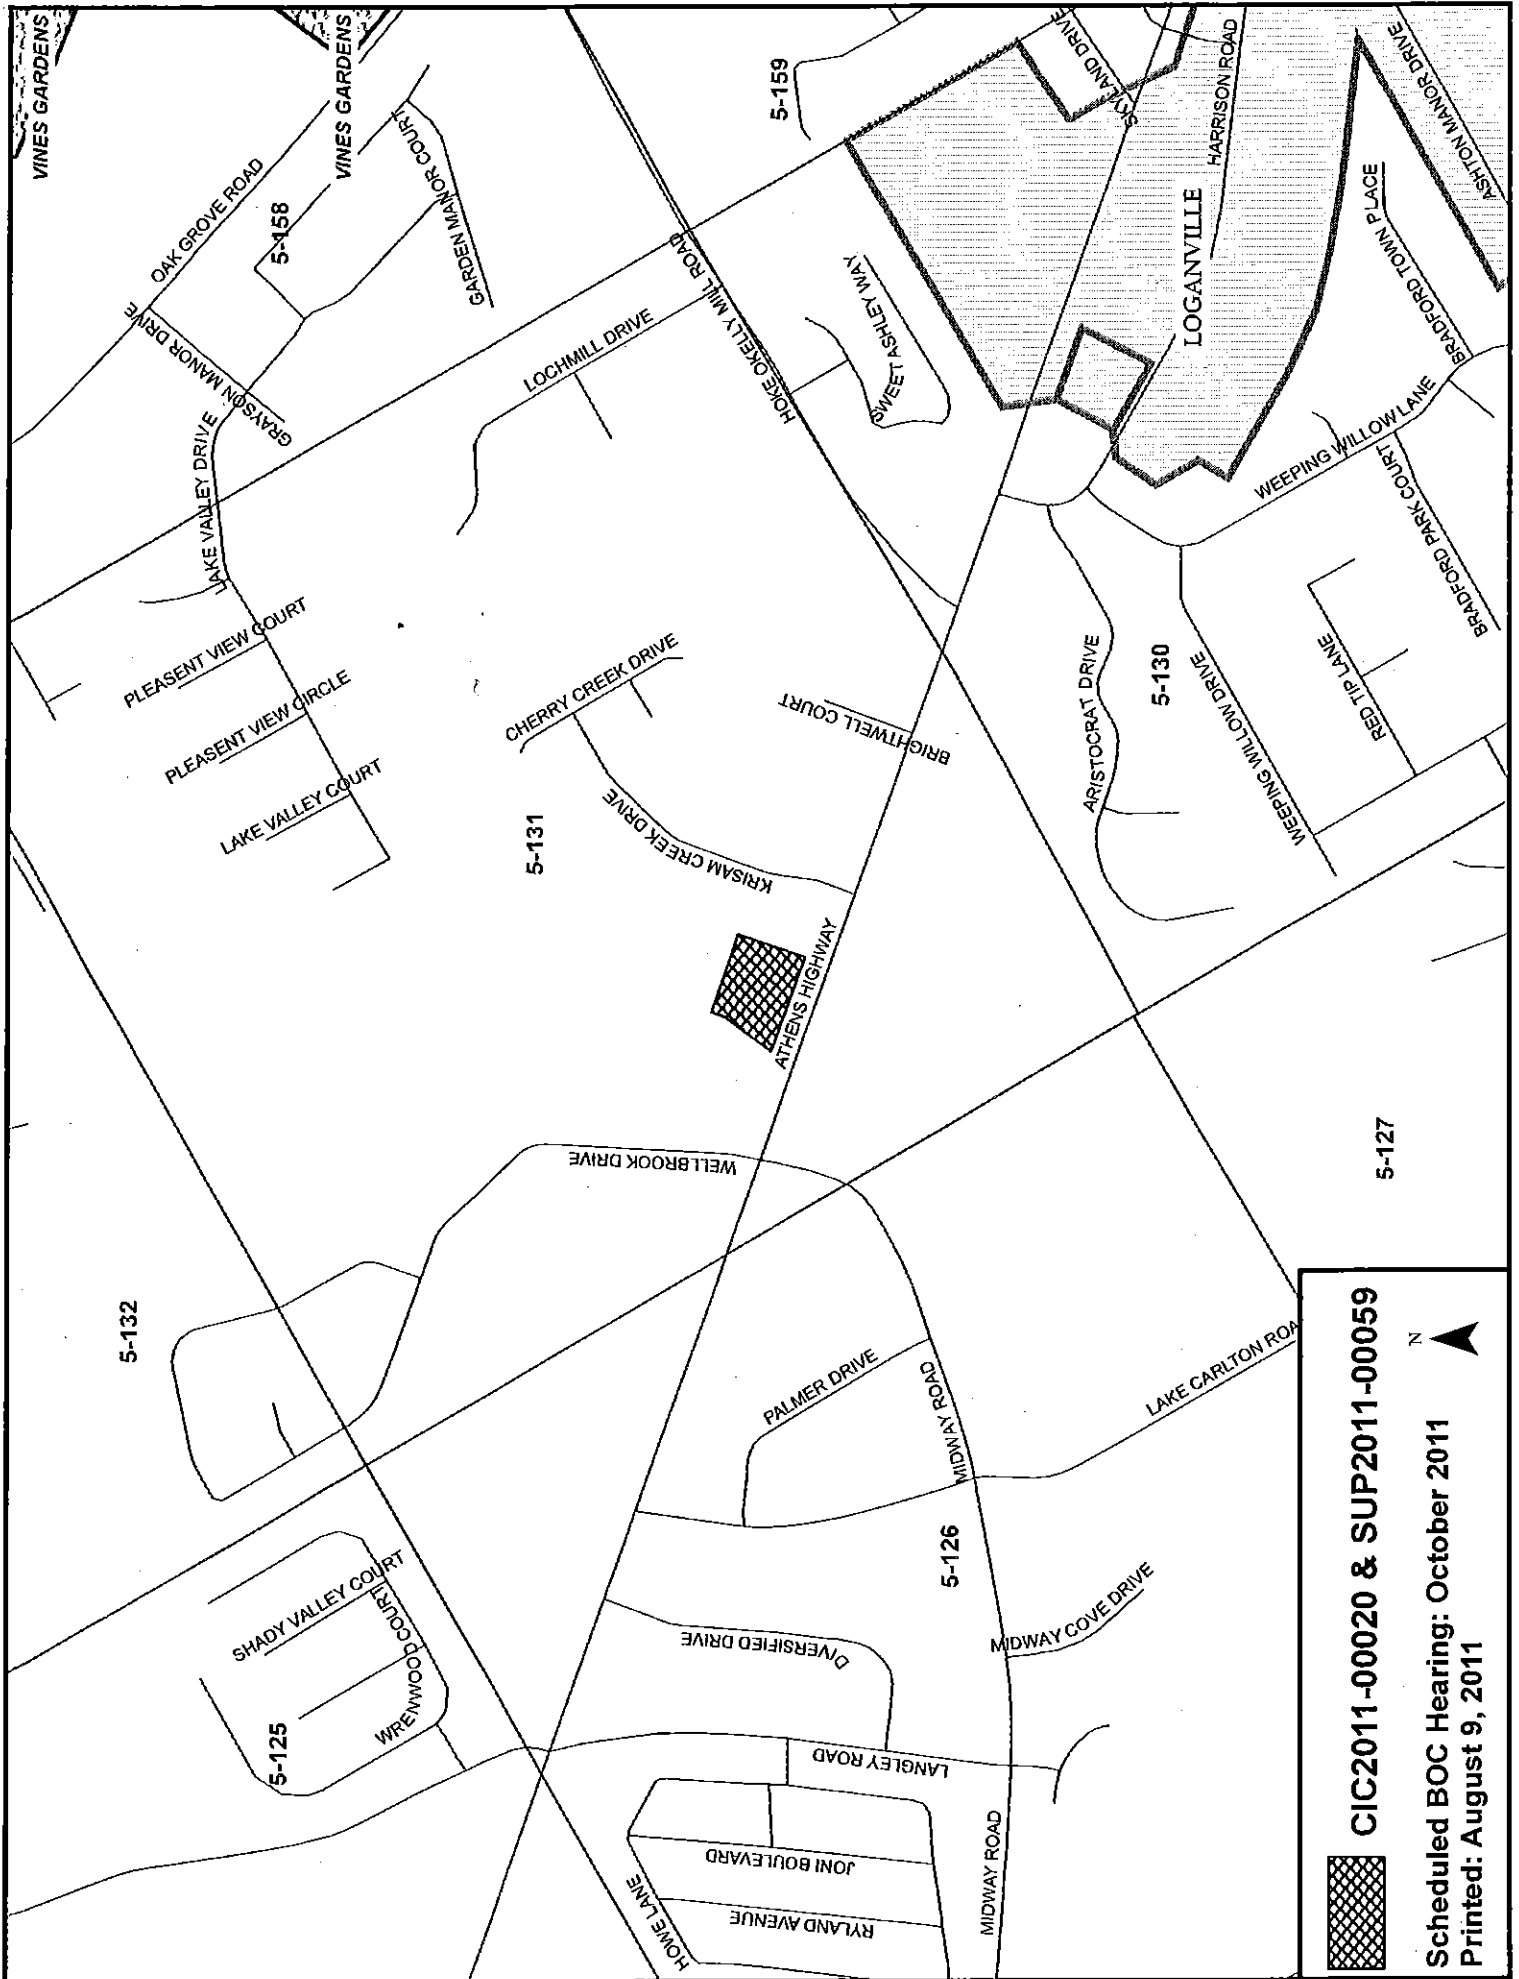 VINES GARDENS
VINES GARDENS
OAK GROVE ROAD
5-158
GARDEN MANOR COURT
GRAYSON MANOR DRIVE
LAKE VALLEY DRIVE
5-159
SKYLAND DRIVE
HARRISON ROAD
ASHTON MANOR DRIVE
LOGANVILLE
BRADFORD TOWN PLACE
LOCHMILL DRIVE
HOKE OKELLY MILL ROAD
SWEET ASHLEY WAY
WEEPING WILLOW LANE
BRADFORD PARK COURT
PLEASENT VIEW COURT
PLEASENT VIEW CIRCLE
LAKE VALLEY COURT
CHERRY CREEK DRIVE
KRISAM CREEK DRIVE
BRIGHTWELL COURT
5-131
ARISTOCRAT DRIVE
5-130
WEEPING WILLOW DRIVE
RED TIP LANE
ATHENS HIGHWAY
WELLBROOK DRIVE
5-132
5-127
PALMER DRIVE
MIDWAY ROAD
LAKE CARLTON ROA
5-126
SHADY VALLEY COURT
WRENWOOD COURT
5-125
DIVERSIFIED DRIVE
MIDWAY COVE DRIVE
LANGLEY ROAD
JONI BOULEVARD
RYLAND AVENUE
HOWE LANE
MIDWAY ROAD
CIC2011-00020 & SUP2011-00059
N
Scheduled BOC Hearing: October 2011
Printed: August 9, 2011